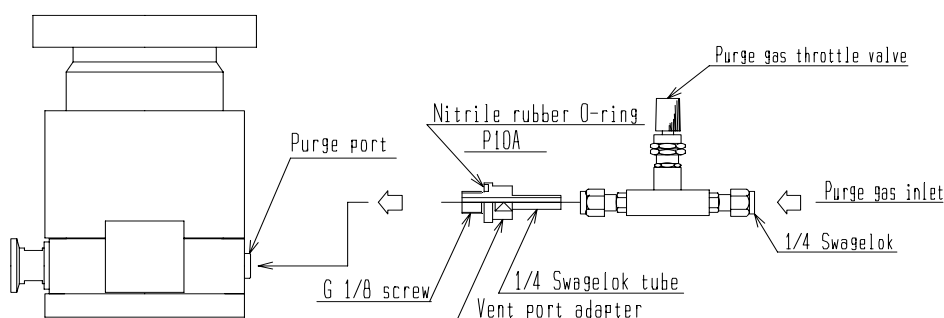 Purge gas throttle valve
Nitrile rubber O-ring
P10A
Purge port
Purge gas inlet
1/4 Swagelok
G 1/8 screw
1/4 Swagelok tube
Vent port adapter